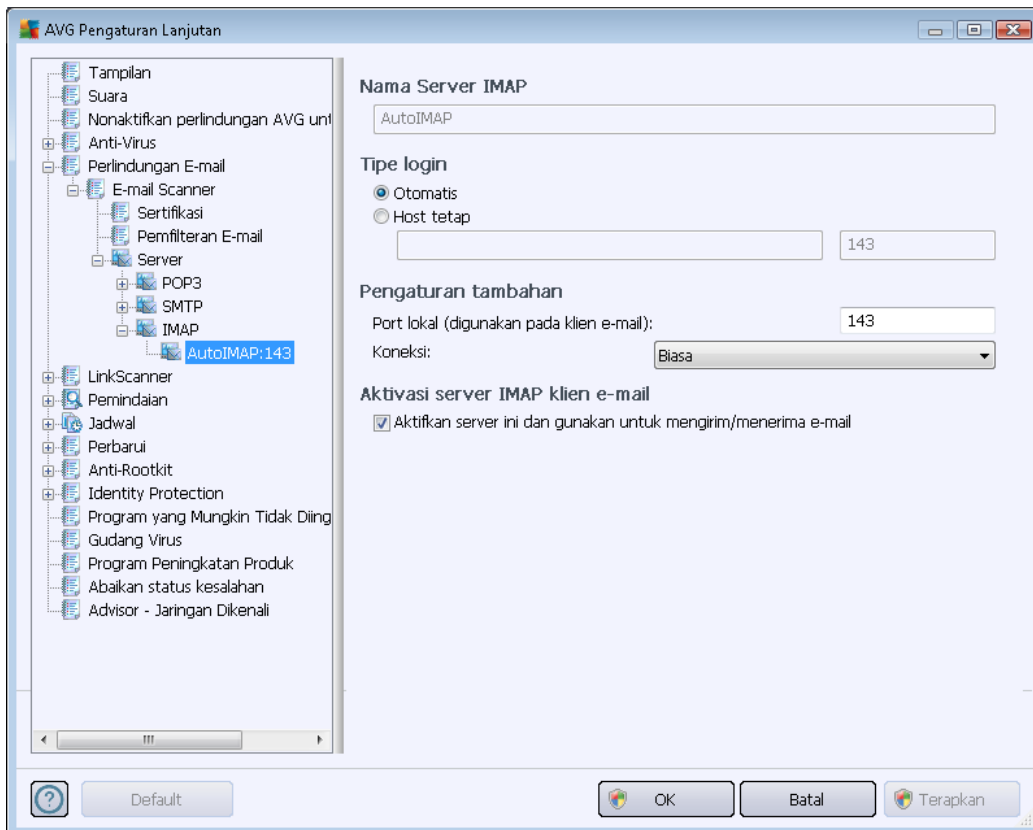 AVG Pengaturan Lanjutan
Tampilan
Suara
Nonaktifkan perlindungan AVG unt
Anti-Virus
Perlindungan E-mail
E-mail Scanner
Sertifikasi
Pemfilteran E-mail
Server
POP3
SMTP
IMAP
AutoIMAP:143
LinkScanner
Pemindaian
Jadwal
Perbarui
Anti-Rootkit
Identity Protection
Program yang Mungkin Tidak Diing
Gudang Virus
Program Peningkatan Produk
Abaikan status kesalahan
Advisor - Jaringan Dikenali
Nama Server IMAP
AutoIMAP
Tipe login
Otomatis
Host tetap
143
Pengaturan tambahan
Port lokal (digunakan pada klien e-mail): 143
Koneksi: Biasa
Aktivasi server IMAP klien e-mail
Aktifkan server ini dan gunakan untuk mengirim/menerima e-mail
Default OK Batal Terapkan